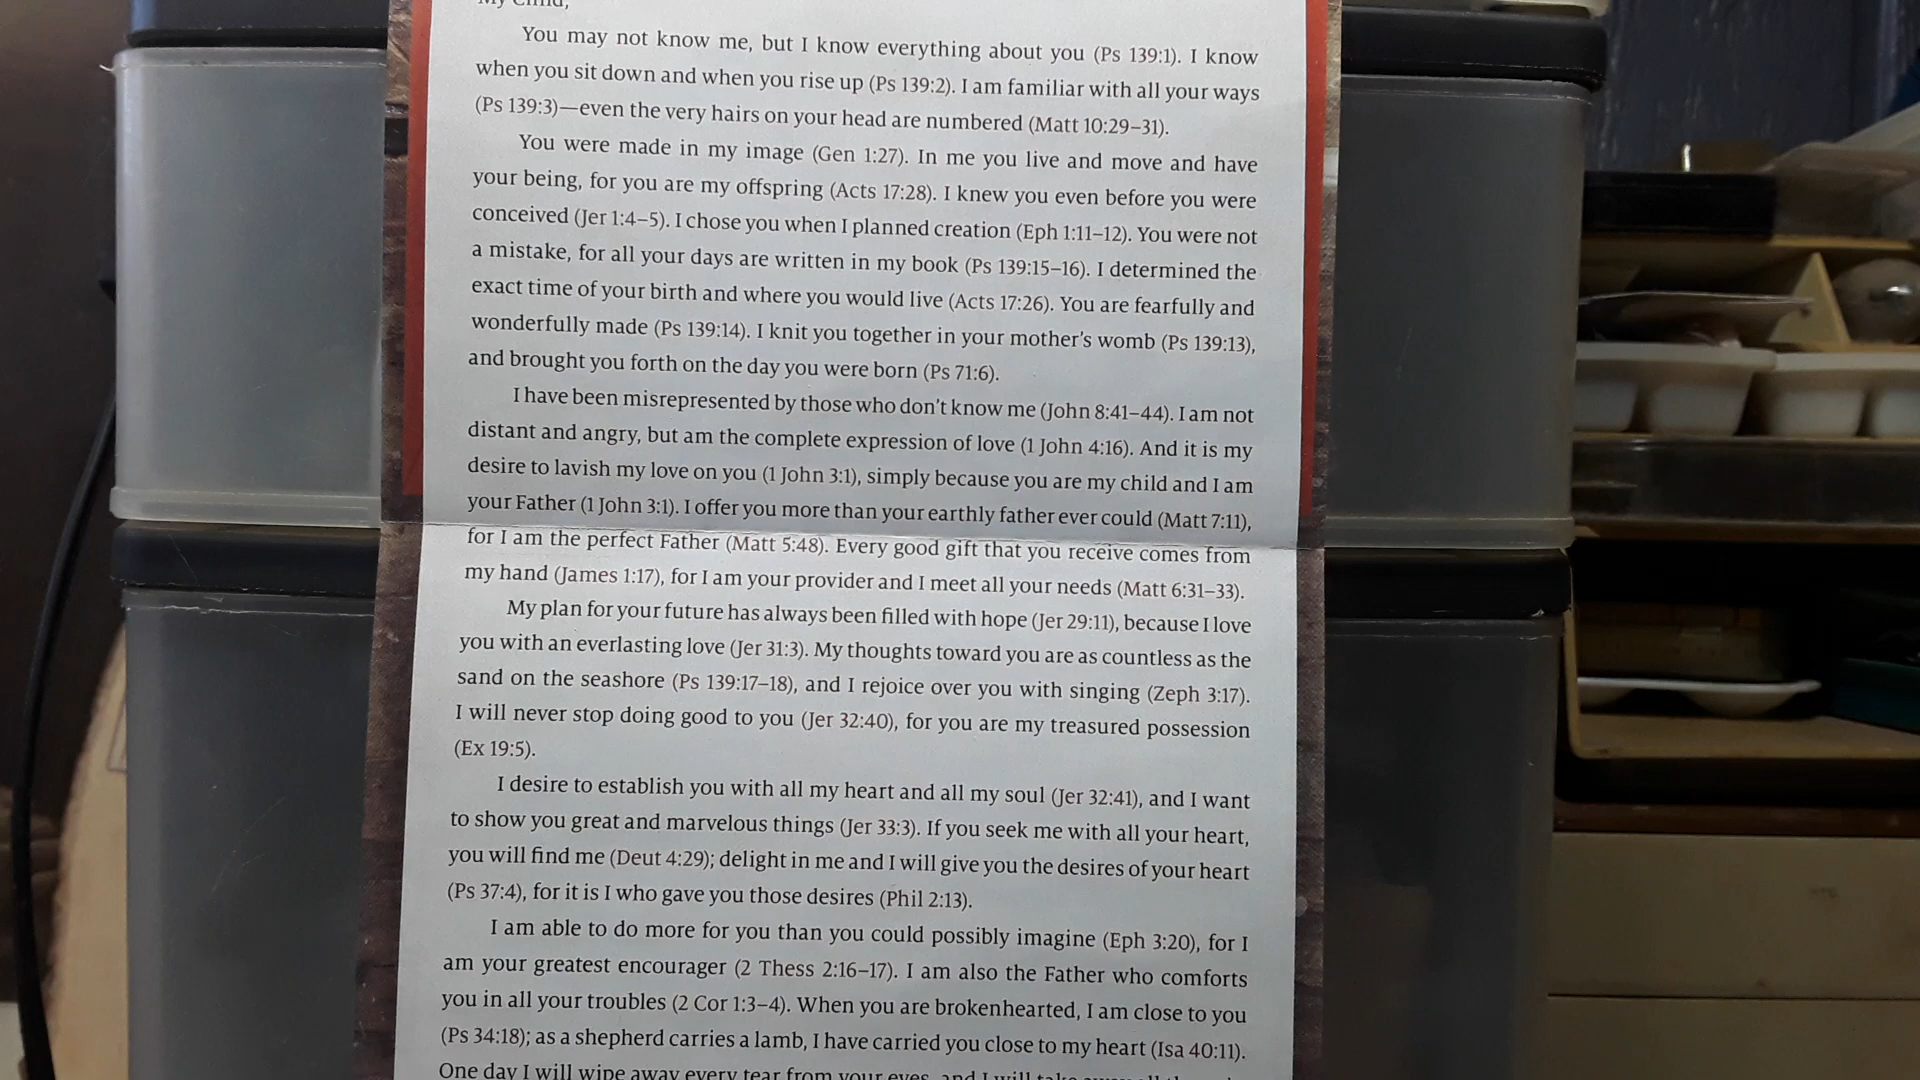 My Child,
You may not know me, but I know everything about you (Ps 139:1). I know
when you sit down and when you rise up (Ps 139:2). I am familiar with all your ways
(Ps 139:3)—even the very hairs on your head are numbered (Matt 10:29–31).
You were made in my image (Gen 1:27). In me you live and move and have
your being, for you are my offspring (Acts 17:28). I knew you even before you were
conceived (Jer 1:4–5). I chose you when I planned creation (Eph 1:11–12). You were not
a mistake, for all your days are written in my book (Ps 139:15–16). I determined the
exact time of your birth and where you would live (Acts 17:26). You are fearfully and
wonderfully made (Ps 139:14). I knit you together in your mother's womb (Ps 139:13),
and brought you forth on the day you were born (Ps 71:6).
I have been misrepresented by those who don't know me (John 8:41–44). I am not
distant and angry, but am the complete expression of love (1 John 4:16). And it is my
desire to lavish my love on you (1 John 3:1), simply because you are my child and I am
your Father (1 John 3:1). I offer you more than your earthly father ever could (Matt 7:11),
for I am the perfect Father (Matt 5:48). Every good gift that you receive comes from
my hand (James 1:17), for I am your provider and I meet all your needs (Matt 6:31–33).
My plan for your future has always been filled with hope (Jer 29:11), because I love
you with an everlasting love (Jer 31:3). My thoughts toward you are as countless as the
sand on the seashore (Ps 139:17–18), and I rejoice over you with singing (Zeph 3:17).
I will never stop doing good to you (Jer 32:40), for you are my treasured possession
(Ex 19:5).
I desire to establish you with all my heart and all my soul (Jer 32:41), and I want
to show you great and marvelous things (Jer 33:3). If you seek me with all your heart,
you will find me (Deut 4:29); delight in me and I will give you the desires of your heart
(Ps 37:4), for it is I who gave you those desires (Phil 2:13).
I am able to do more for you than you could possibly imagine (Eph 3:20), for I
am your greatest encourager (2 Thess 2:16–17). I am also the Father who comforts
you in all your troubles (2 Cor 1:3–4). When you are brokenhearted, I am close to you
(Ps 34:18); as a shepherd carries a lamb, I have carried you close to my heart (Isa 40:11).
One day I will wipe away every tear from your eyes, and I will take away all